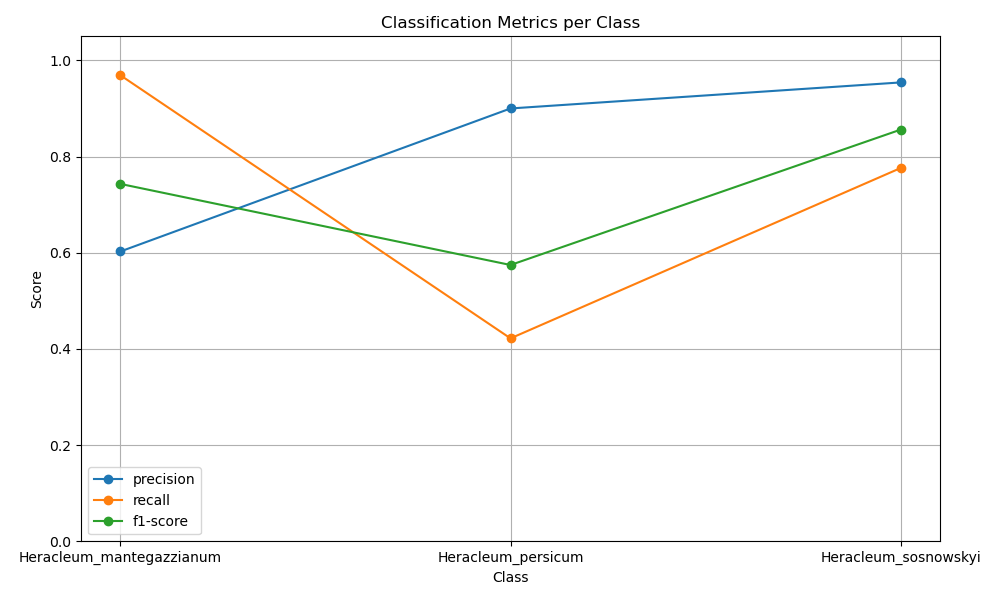 Classification Metrics per Class
1.0
0.8
0.6
0.4
0.2
0.0
Score
precision
recall
f1-score
Heracleum_mantegazzianum
Heracleum_persicum
Heracleum_sosnowskyi
Class